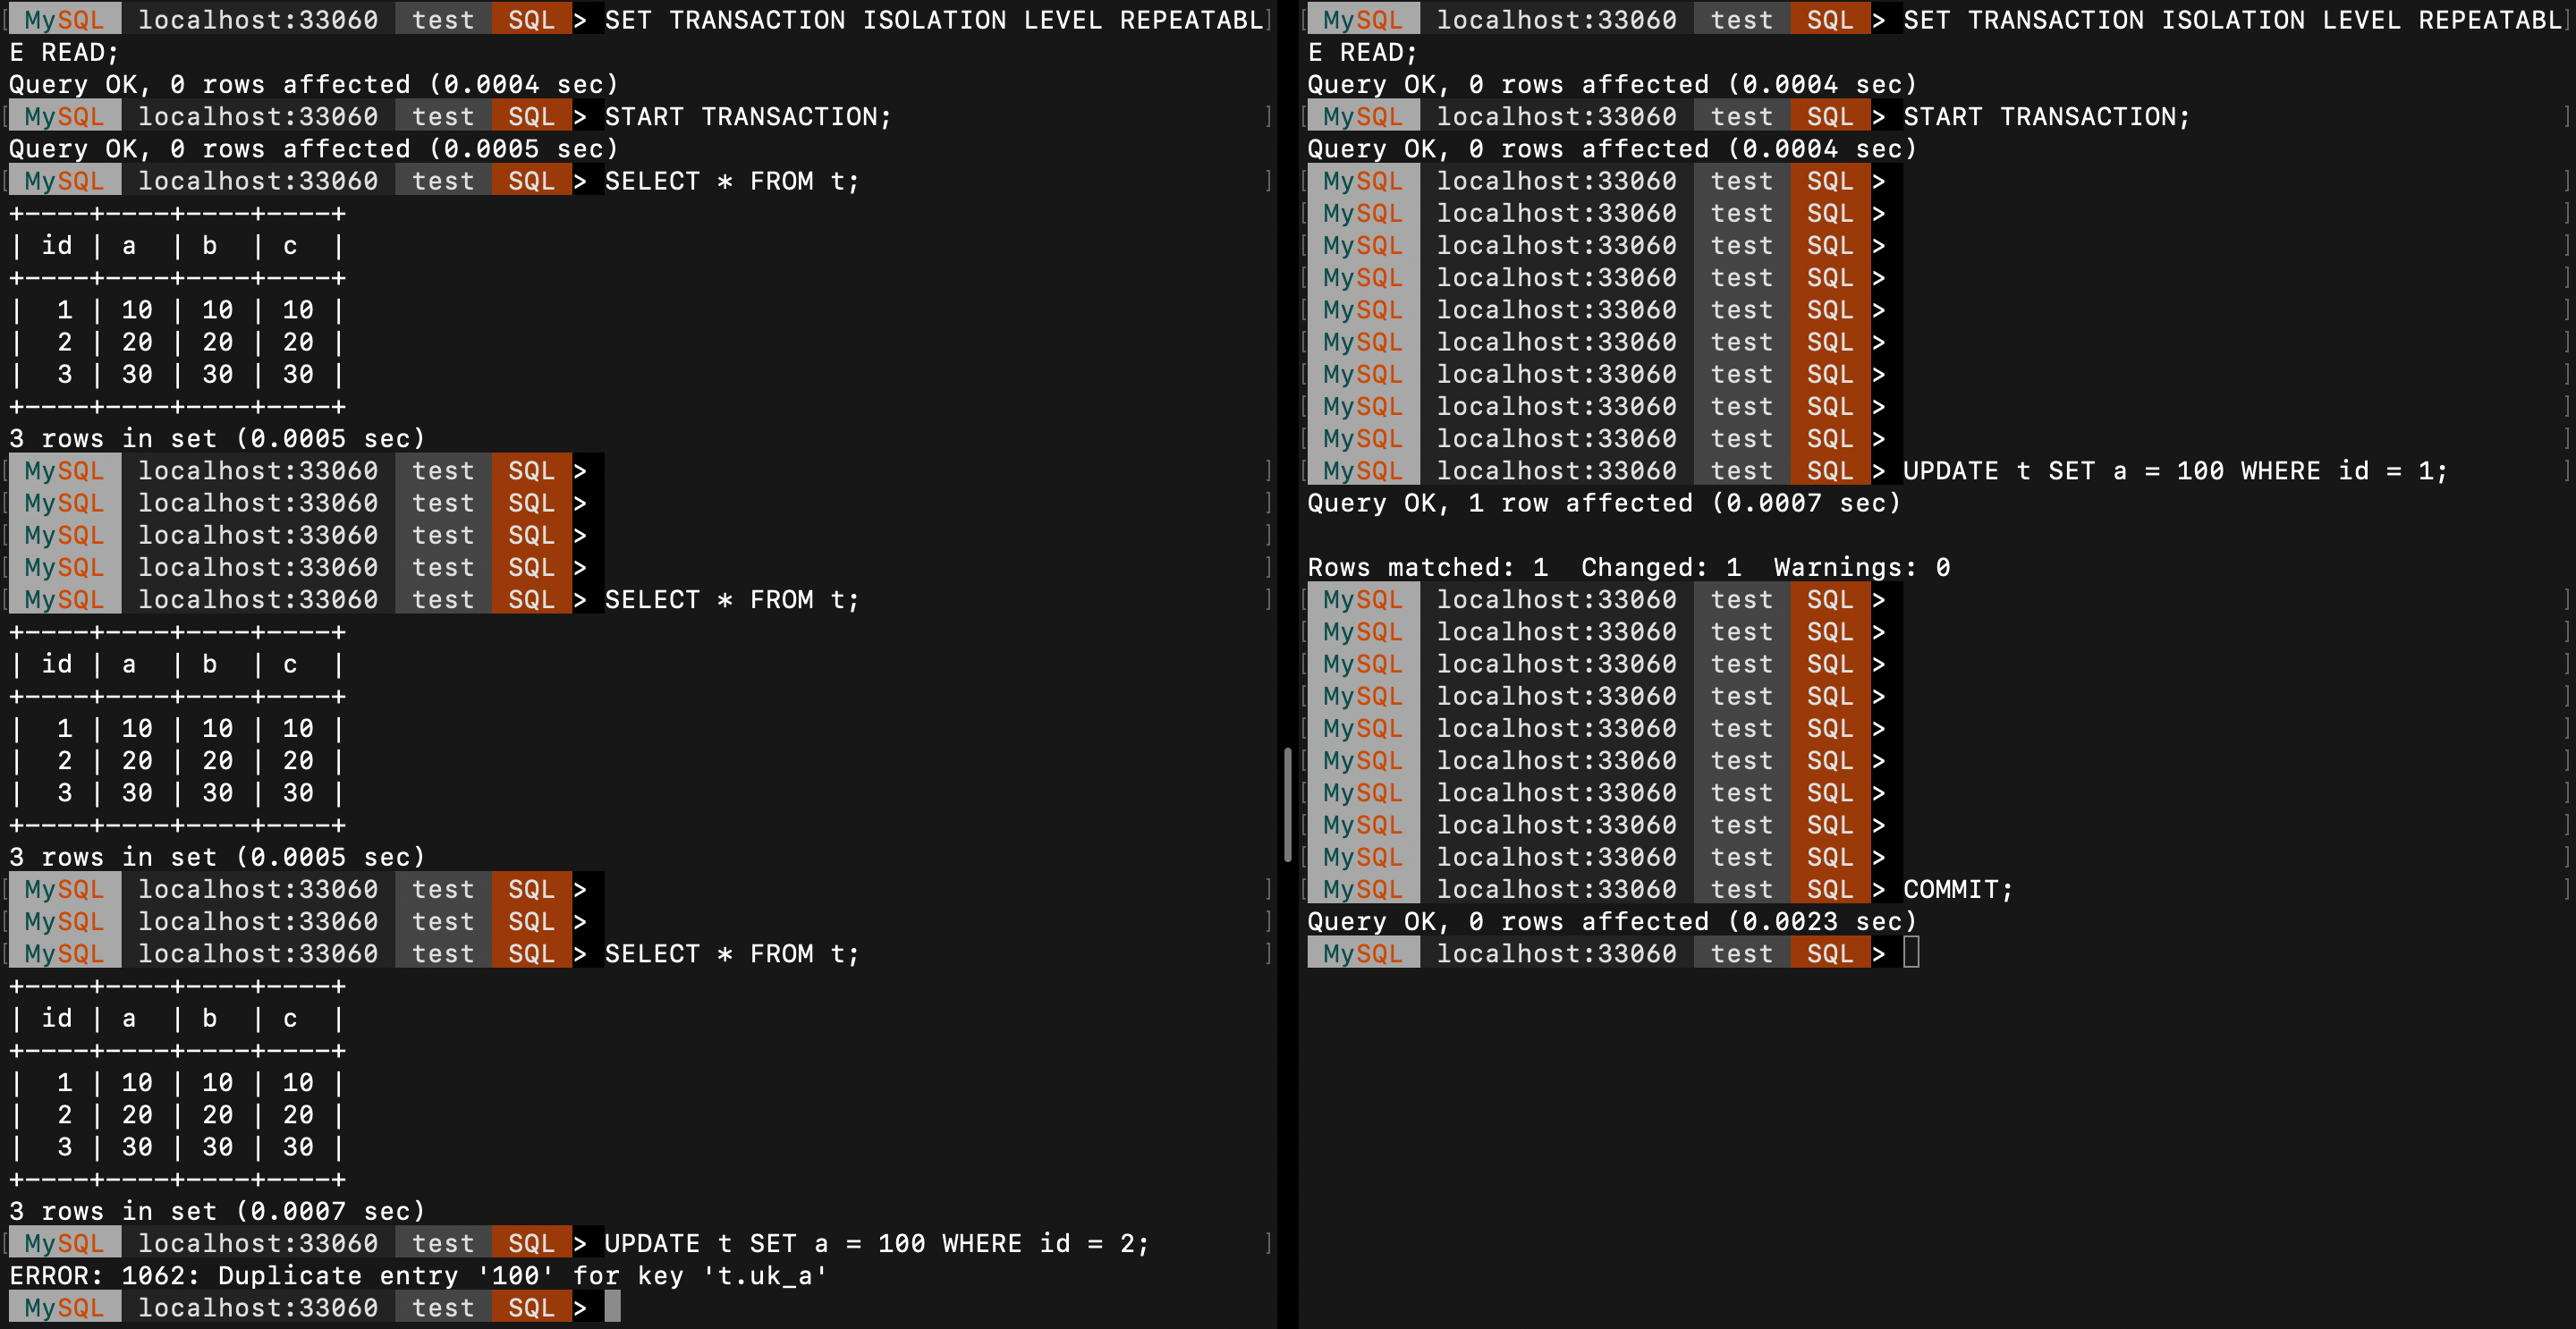 MySQL localhost:33060 test SQL > SET TRANSACTION ISOLATION LEVEL REPEATABL
E READ;
Query OK, 0 rows affected (0.0004 sec)
MySQL localhost:33060 test SQL > START TRANSACTION;
Query OK, 0 rows affected (0.0005 sec)
MySQL localhost:33060 test SQL > SELECT * FROM t;
+----+----+----+----+
| id | a  | b  | c  |
+----+----+----+----+
|  1 | 10 | 10 | 10 |
|  2 | 20 | 20 | 20 |
|  3 | 30 | 30 | 30 |
+----+----+----+----+
3 rows in set (0.0005 sec)
MySQL localhost:33060 test SQL >
MySQL localhost:33060 test SQL >
MySQL localhost:33060 test SQL >
MySQL localhost:33060 test SQL >
MySQL localhost:33060 test SQL > SELECT * FROM t;
+----+----+----+----+
| id | a  | b  | c  |
+----+----+----+----+
|  1 | 10 | 10 | 10 |
|  2 | 20 | 20 | 20 |
|  3 | 30 | 30 | 30 |
+----+----+----+----+
3 rows in set (0.0005 sec)
MySQL localhost:33060 test SQL >
MySQL localhost:33060 test SQL >
MySQL localhost:33060 test SQL > SELECT * FROM t;
+----+----+----+----+
| id | a  | b  | c  |
+----+----+----+----+
|  1 | 10 | 10 | 10 |
|  2 | 20 | 20 | 20 |
|  3 | 30 | 30 | 30 |
+----+----+----+----+
3 rows in set (0.0007 sec)
MySQL localhost:33060 test SQL > UPDATE t SET a = 100 WHERE id = 2;
ERROR: 1062: Duplicate entry '100' for key 't.uk_a'
MySQL localhost:33060 test SQL >
MySQL localhost:33060 test SQL > SET TRANSACTION ISOLATION LEVEL REPEATABL
E READ;
Query OK, 0 rows affected (0.0004 sec)
MySQL localhost:33060 test SQL > START TRANSACTION;
Query OK, 0 rows affected (0.0004 sec)
MySQL localhost:33060 test SQL >
MySQL localhost:33060 test SQL >
MySQL localhost:33060 test SQL >
MySQL localhost:33060 test SQL >
MySQL localhost:33060 test SQL >
MySQL localhost:33060 test SQL >
MySQL localhost:33060 test SQL >
MySQL localhost:33060 test SQL >
MySQL localhost:33060 test SQL >
MySQL localhost:33060 test SQL > UPDATE t SET a = 100 WHERE id = 1;
Query OK, 1 row affected (0.0007 sec)
Rows matched: 1  Changed: 1  Warnings: 0
MySQL localhost:33060 test SQL >
MySQL localhost:33060 test SQL >
MySQL localhost:33060 test SQL >
MySQL localhost:33060 test SQL >
MySQL localhost:33060 test SQL >
MySQL localhost:33060 test SQL >
MySQL localhost:33060 test SQL >
MySQL localhost:33060 test SQL >
MySQL localhost:33060 test SQL >
MySQL localhost:33060 test SQL > COMMIT;
Query OK, 0 rows affected (0.0023 sec)
MySQL localhost:33060 test SQL >